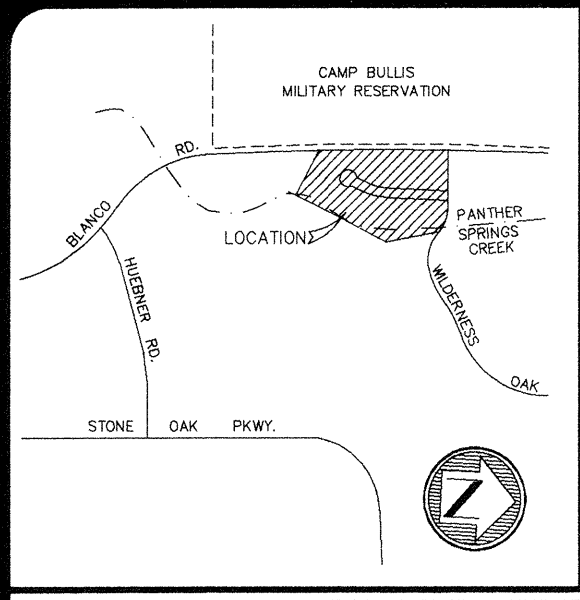 CAMP BULLIS
MILITARY RESERVATION
RD.
BLANCO
LOCATION
PANTHER
SPRINGS
CREEK
HUEBNER RD.
WILDERNESS
OAK
STONE OAK PKWY.
N